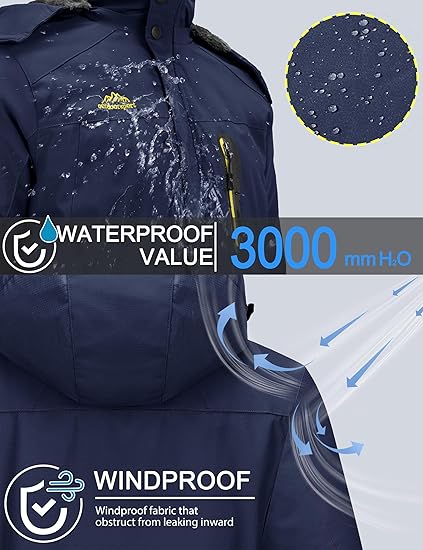 WATERPROOF
VALUE
3000 mm H₂O
WINDPROOF
Windproof fabric that
obstruct from leaking inward